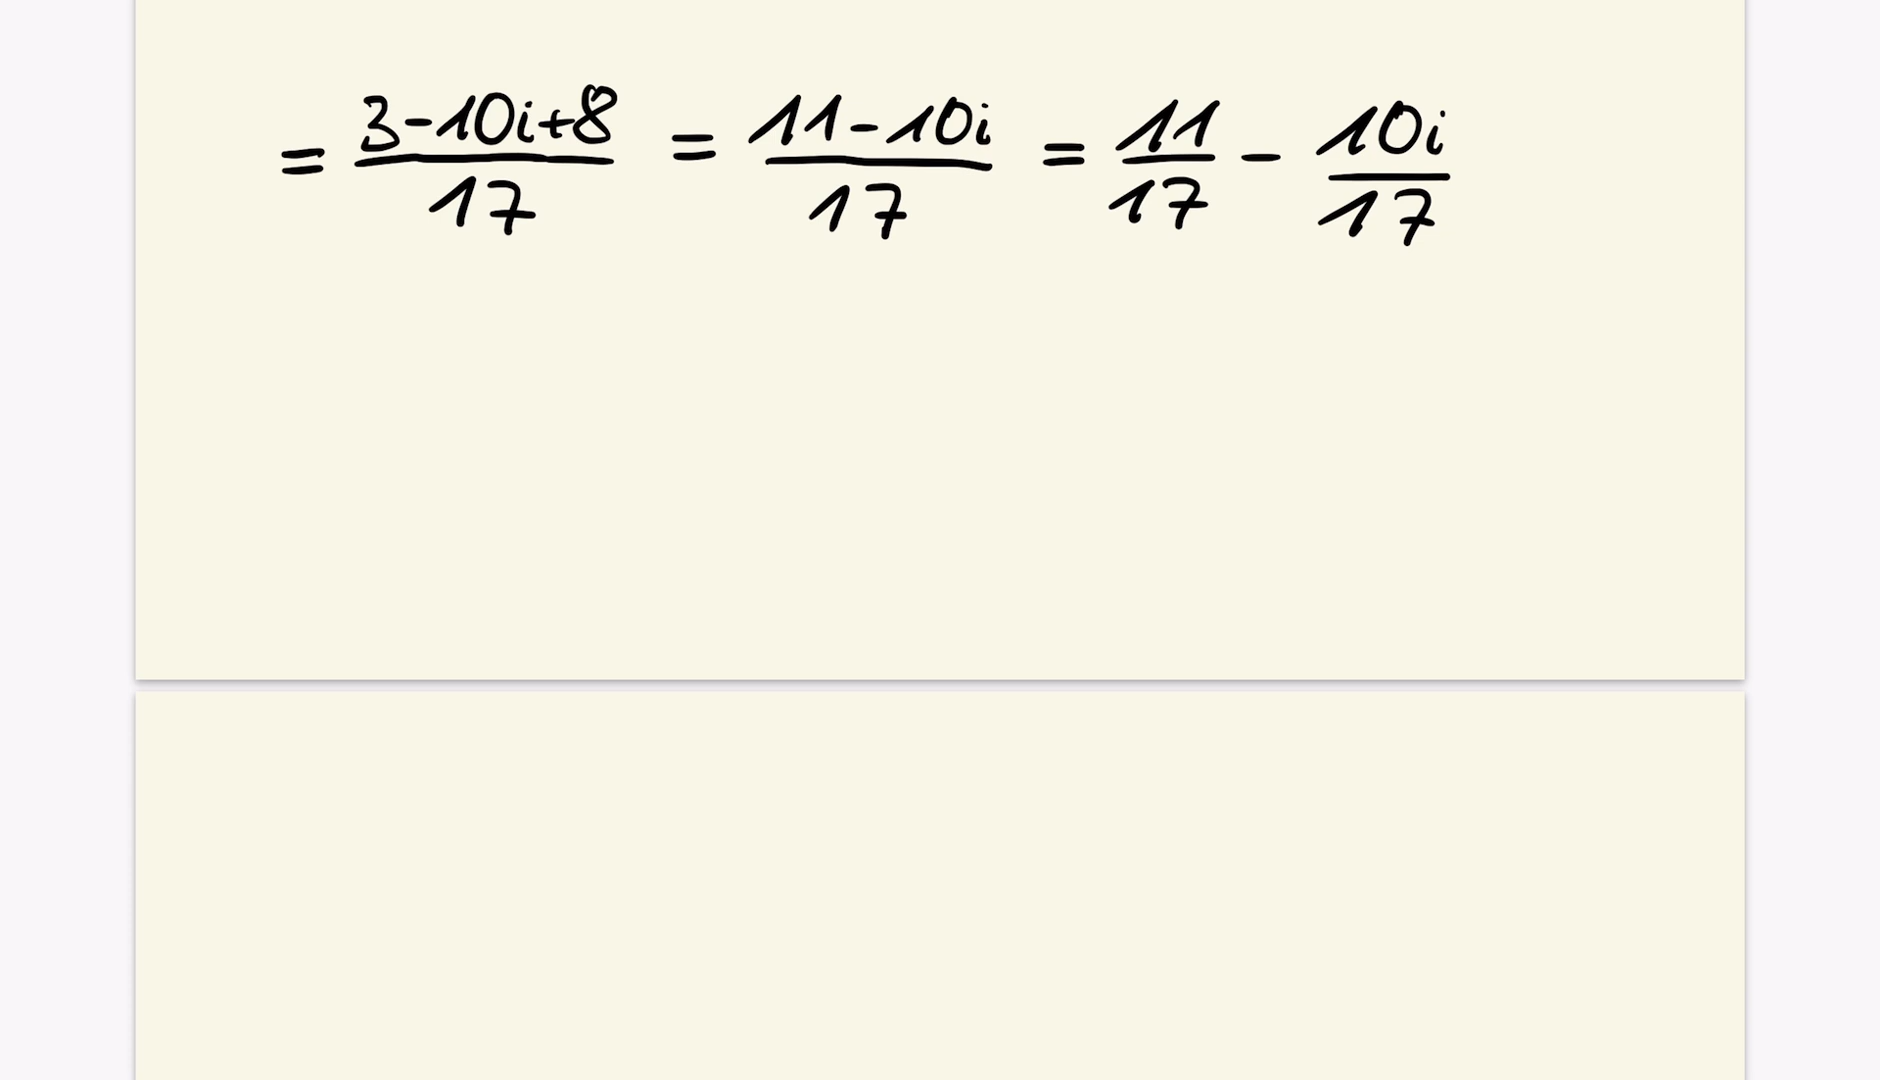 = (3-10i+8)/17 = (11-10i)/17 = 11/17 - 10i/17